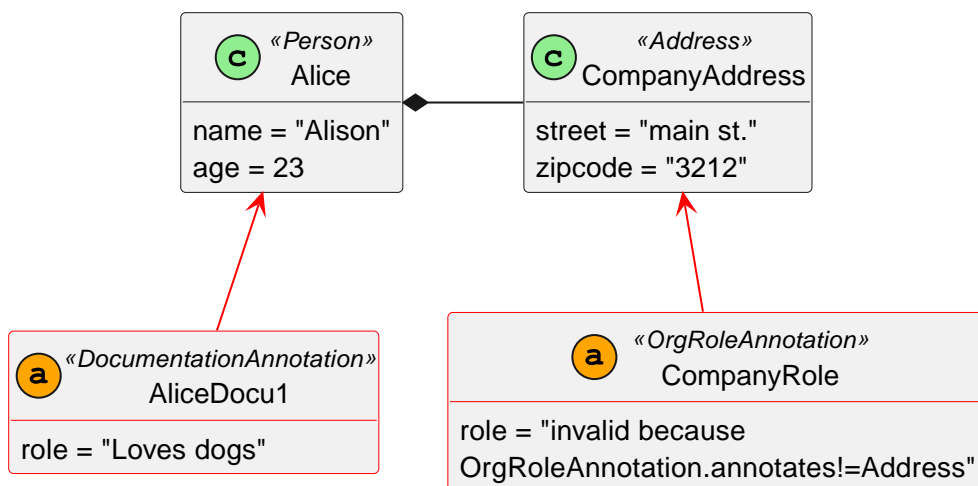 C
«Person»
Alice
name = "Alison"
age = 23
C
«Address»
CompanyAddress
street = "main st."
zipcode = "3212"
a
«DocumentationAnnotation»
AliceDocu1
role = "Loves dogs"
a
«OrgRoleAnnotation»
CompanyRole
role = "invalid because
OrgRoleAnnotation.annotates!=Address"